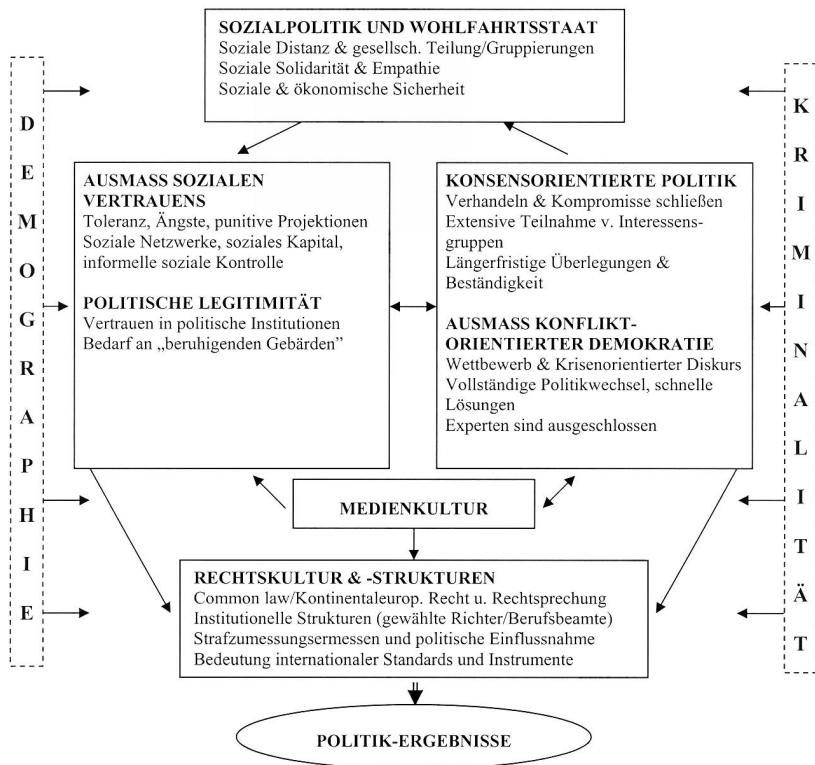 SOZIALPOLITIK UND WOHLFAHRTSSTAAT
Soziale Distanz & gesellsch. Teilung/Gruppierungen
Soziale Solidarität & Empathie
Soziale & ökonomische Sicherheit
DEMOGRAPHIE
AUSMASS SOZIALEN
VERTRAUENS
Toleranz, Ängste, punitive Projektionen
Soziale Netzwerke, soziales Kapital,
informelle soziale Kontrolle
POLITISCHE LEGITIMITÄT
Vertrauen in politische Institutionen
Bedarf an „beruhigenden Gebärden”
KONSENSORIENTIERTE POLITIK
Verhandeln & Kompromisse schließen
Extensive Teilnahme v. Interessens-
gruppen
Längerfristige Überlegungen &
Beständigkeit
AUSMASS KONFLIKT-
ORIENTIERTER DEMOKRATIE
Wettbewerb & Krisenorientierter Diskurs
Vollständige Politikwechsel, schnelle
Lösungen
Experten sind ausgeschlossen
KRIMINALITÄT
MEDIENKULTUR
RECHTSKULTUR & -STRUKTUREN
Common law/Kontinentaleurop. Recht u. Rechtsprechung
Institutionelle Strukturen (gewählte Richter/Berufsbeamte)
Strafzumessungsermessen und politische Einflussnahme
Bedeutung internationaler Standards und Instrumente
POLITIK-ERGEBNISSE